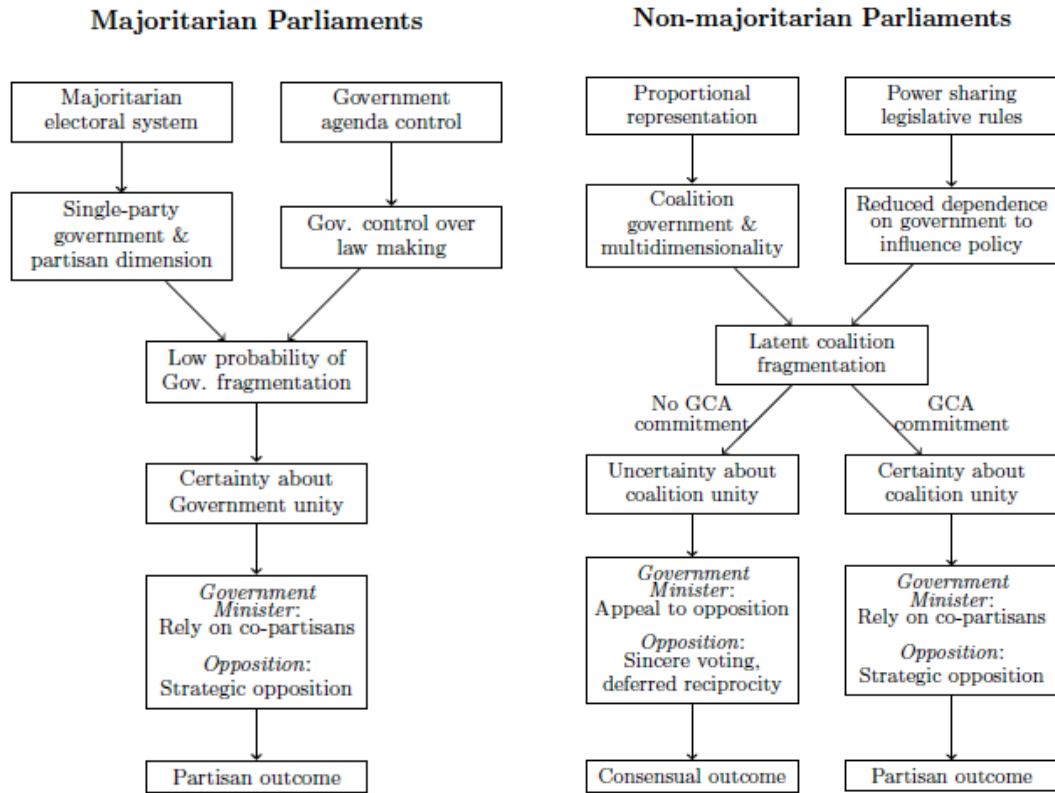 Majoritarian Parliaments
Majoritarian
electoral system
Government
agenda control
Single-party
government &
partisan dimension
Gov. control over
law making
Low probability of
Gov. fragmentation
Certainty about
Government unity
Government
Minister:
Rely on co-partisans
Opposition:
Strategic opposition
Partisan outcome
Non-majoritarian Parliaments
Proportional
representation
Power sharing
legislative rules
Coalition
government &
multidimensionality
Reduced dependence
on government to
influence policy
Latent coalition
fragmentation
No GCA
commitment
GCA
commitment
Uncertainty about
coalition unity
Certainty about
coalition unity
Government
Minister:
Appeal to opposition
Opposition:
Sincere voting,
deferred reciprocity
Government
Minister:
Rely on co-partisans
Opposition:
Strategic opposition
Consensual outcome
Partisan outcome